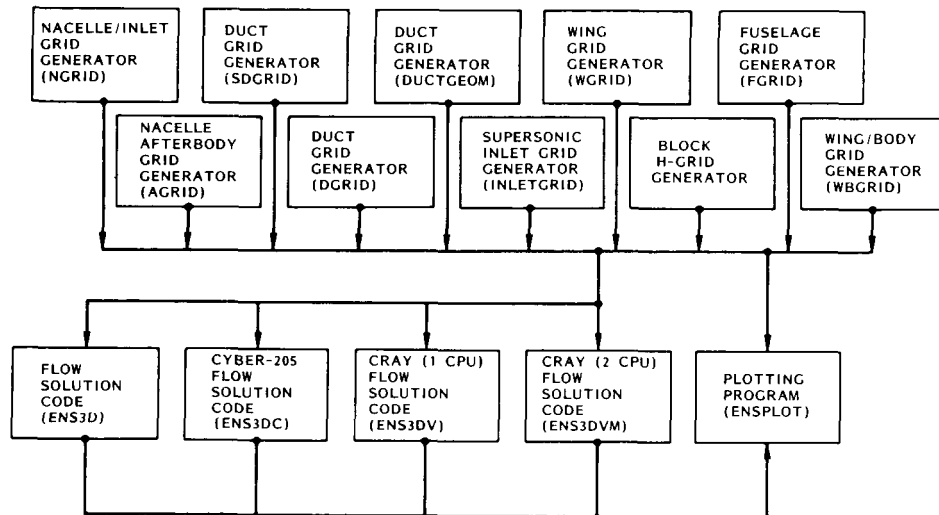 NACELLE/INLET
GRID
GENERATOR
(NGRID)
DUCT
GRID
GENERATOR
(SDGRID)
DUCT
GRID
GENERATOR
(DUCTGEOM)
WING
GRID
GENERATOR
(WGRID)
FUSELAGE
GRID
GENERATOR
(FGRID)
NACELLE
AFTERBODY
GRID
GENERATOR
(AGRID)
DUCT
GRID
GENERATOR
(DGRID)
SUPERSONIC
INLET GRID
GENERATOR
(INLETGRID)
BLOCK
H-GRID
GENERATOR
WING/BODY
GRID
GENERATOR
(WBGRID)
FLOW
SOLUTION
CODE
(ENS3D)
CYBER-205
FLOW
SOLUTION
CODE
(ENS3DC)
CRAY (1 CPU)
FLOW
SOLUTION
CODE
(ENS3DV)
CRAY (2 CPU)
FLOW
SOLUTION
CODE
(ENS3DVM)
PLOTTING
PROGRAM
(ENSPLOT)